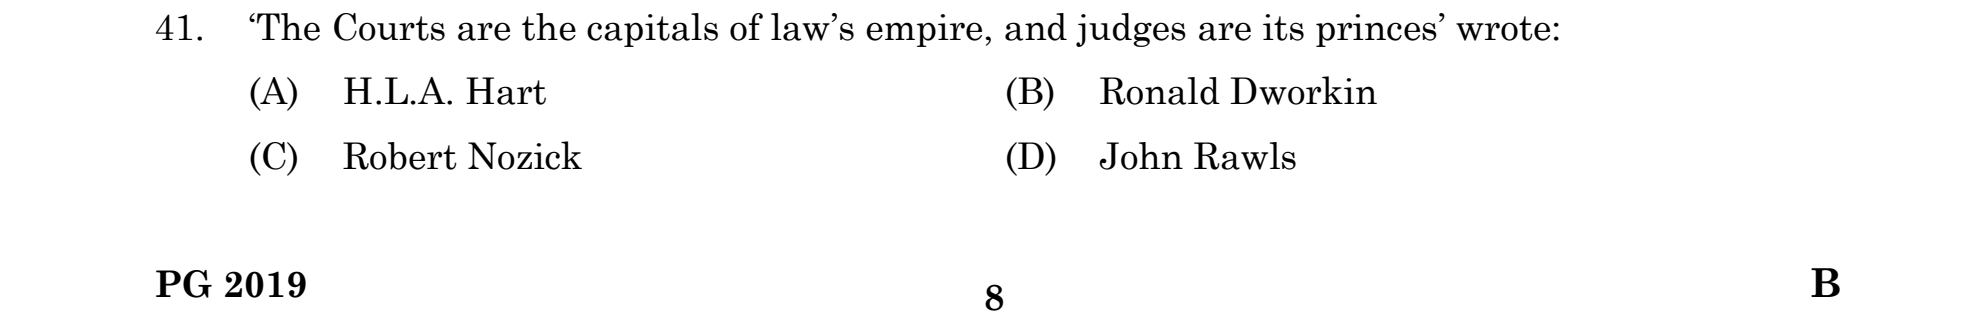 41. ‘The Courts are the capitals of law’s empire, and judges are its princes’ wrote:
(A) H.L.A. Hart (B) Ronald Dworkin
(C) Robert Nozick (D) John Rawls
PG 2019 8 B